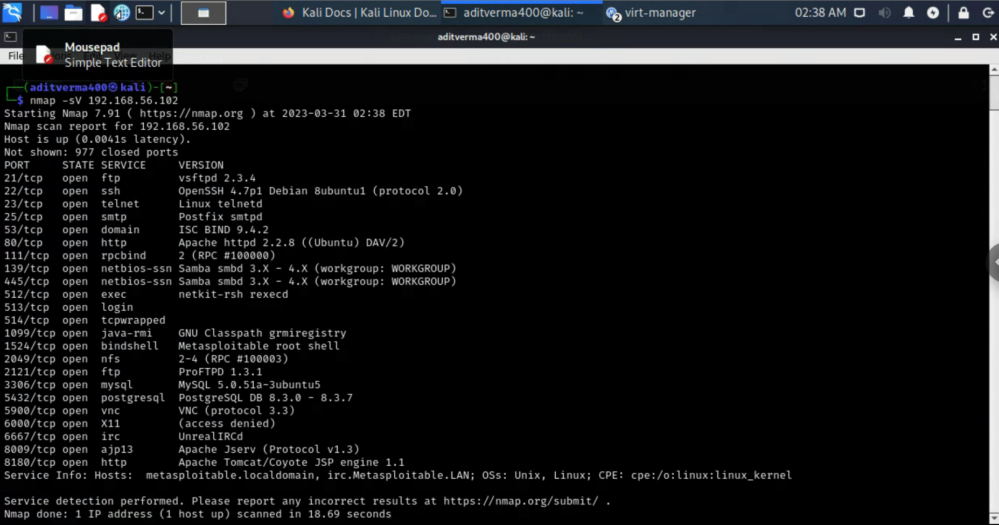 Kali Docs | Kali Linux Do...
aditverma400@kali: ~
2
virt-manager
02:38 AM
aditverma400@kali: ~
File
Edit View Help
Mousepad
Simple Text Editor
┌──(aditverma400㉿kali)-[~]
└─$ nmap -sV 192.168.56.102
Starting Nmap 7.91 ( https://nmap.org ) at 2023-03-31 02:38 EDT
Nmap scan report for 192.168.56.102
Host is up (0.0041s latency).
Not shown: 977 closed ports
PORT     STATE SERVICE     VERSION
21/tcp   open  ftp         vsftpd 2.3.4
22/tcp   open  ssh         OpenSSH 4.7p1 Debian 8ubuntu1 (protocol 2.0)
23/tcp   open  telnet      Linux telnetd
25/tcp   open  smtp        Postfix smtpd
53/tcp   open  domain      ISC BIND 9.4.2
80/tcp   open  http        Apache httpd 2.2.8 ((Ubuntu) DAV/2)
111/tcp  open  rpcbind     2 (RPC #100000)
139/tcp  open  netbios-ssn Samba smbd 3.X - 4.X (workgroup: WORKGROUP)
445/tcp  open  netbios-ssn Samba smbd 3.X - 4.X (workgroup: WORKGROUP)
512/tcp  open  exec        netkit-rsh rexecd
513/tcp  open  login
514/tcp  open  tcpwrapped
1099/tcp open  java-rmi    GNU Classpath grmiregistry
1524/tcp open  bindshell   Metasploitable root shell
2049/tcp open  nfs         2-4 (RPC #100003)
2121/tcp open  ftp         ProFTPD 1.3.1
3306/tcp open  mysql       MySQL 5.0.51a-3ubuntu5
5432/tcp open  postgresql  PostgreSQL DB 8.3.0 - 8.3.7
5900/tcp open  vnc         VNC (protocol 3.3)
6000/tcp open  X11         (access denied)
6667/tcp open  irc         UnrealIRCd
8009/tcp open  ajp13       Apache Jserv (Protocol v1.3)
8180/tcp open  http        Apache Tomcat/Coyote JSP engine 1.1
Service Info: Hosts:  metasploitable.localdomain, irc.Metasploitable.LAN; OSs: Unix, Linux; CPE: cpe:/o:linux:linux_kernel
Service detection performed. Please report any incorrect results at https://nmap.org/submit/ .
Nmap done: 1 IP address (1 host up) scanned in 18.69 seconds